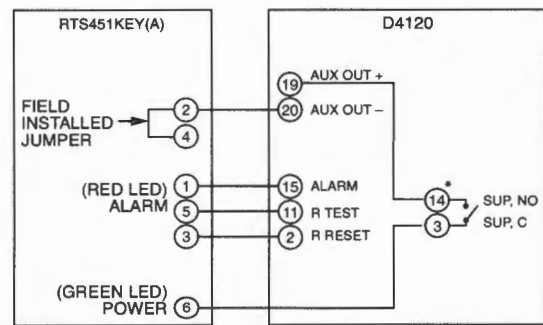 RTS451KEY(A)
D4120
19 AUX OUT +
FIELD
INSTALLED
JUMPER
2
20 AUX OUT –
4
(RED LED)
ALARM
1
15 ALARM
5
11 R TEST
3
2 R RESET
14 * SUP, NO
3 SUP, C
(GREEN LED)
POWER
6